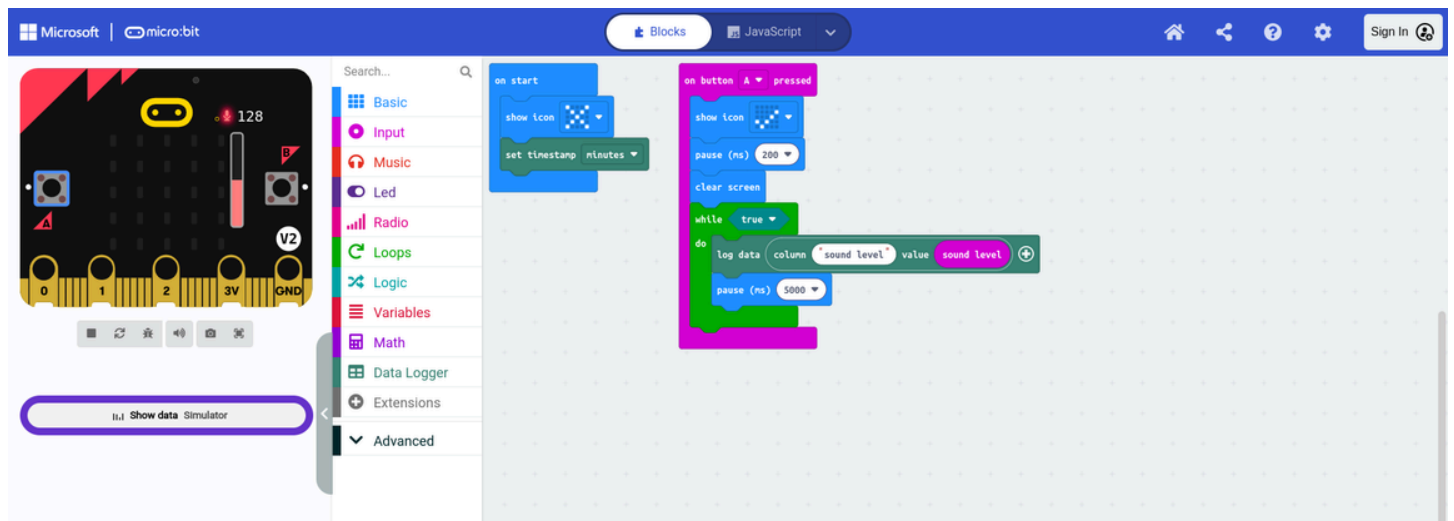 Microsoft micro:bit Blocks JavaScript Sign In
128
B
A
V2
0 1 2 3V GND
Show data Simulator
Search...
Basic
Input
Music
Led
Radio
Loops
Logic
Variables
Math
Data Logger
Extensions
Advanced
on start
show icon
set timestamp minutes
on button A pressed
show icon
pause (ms) 200
clear screen
while true
do
log data column "sound level" value sound level
pause (ms) 5000